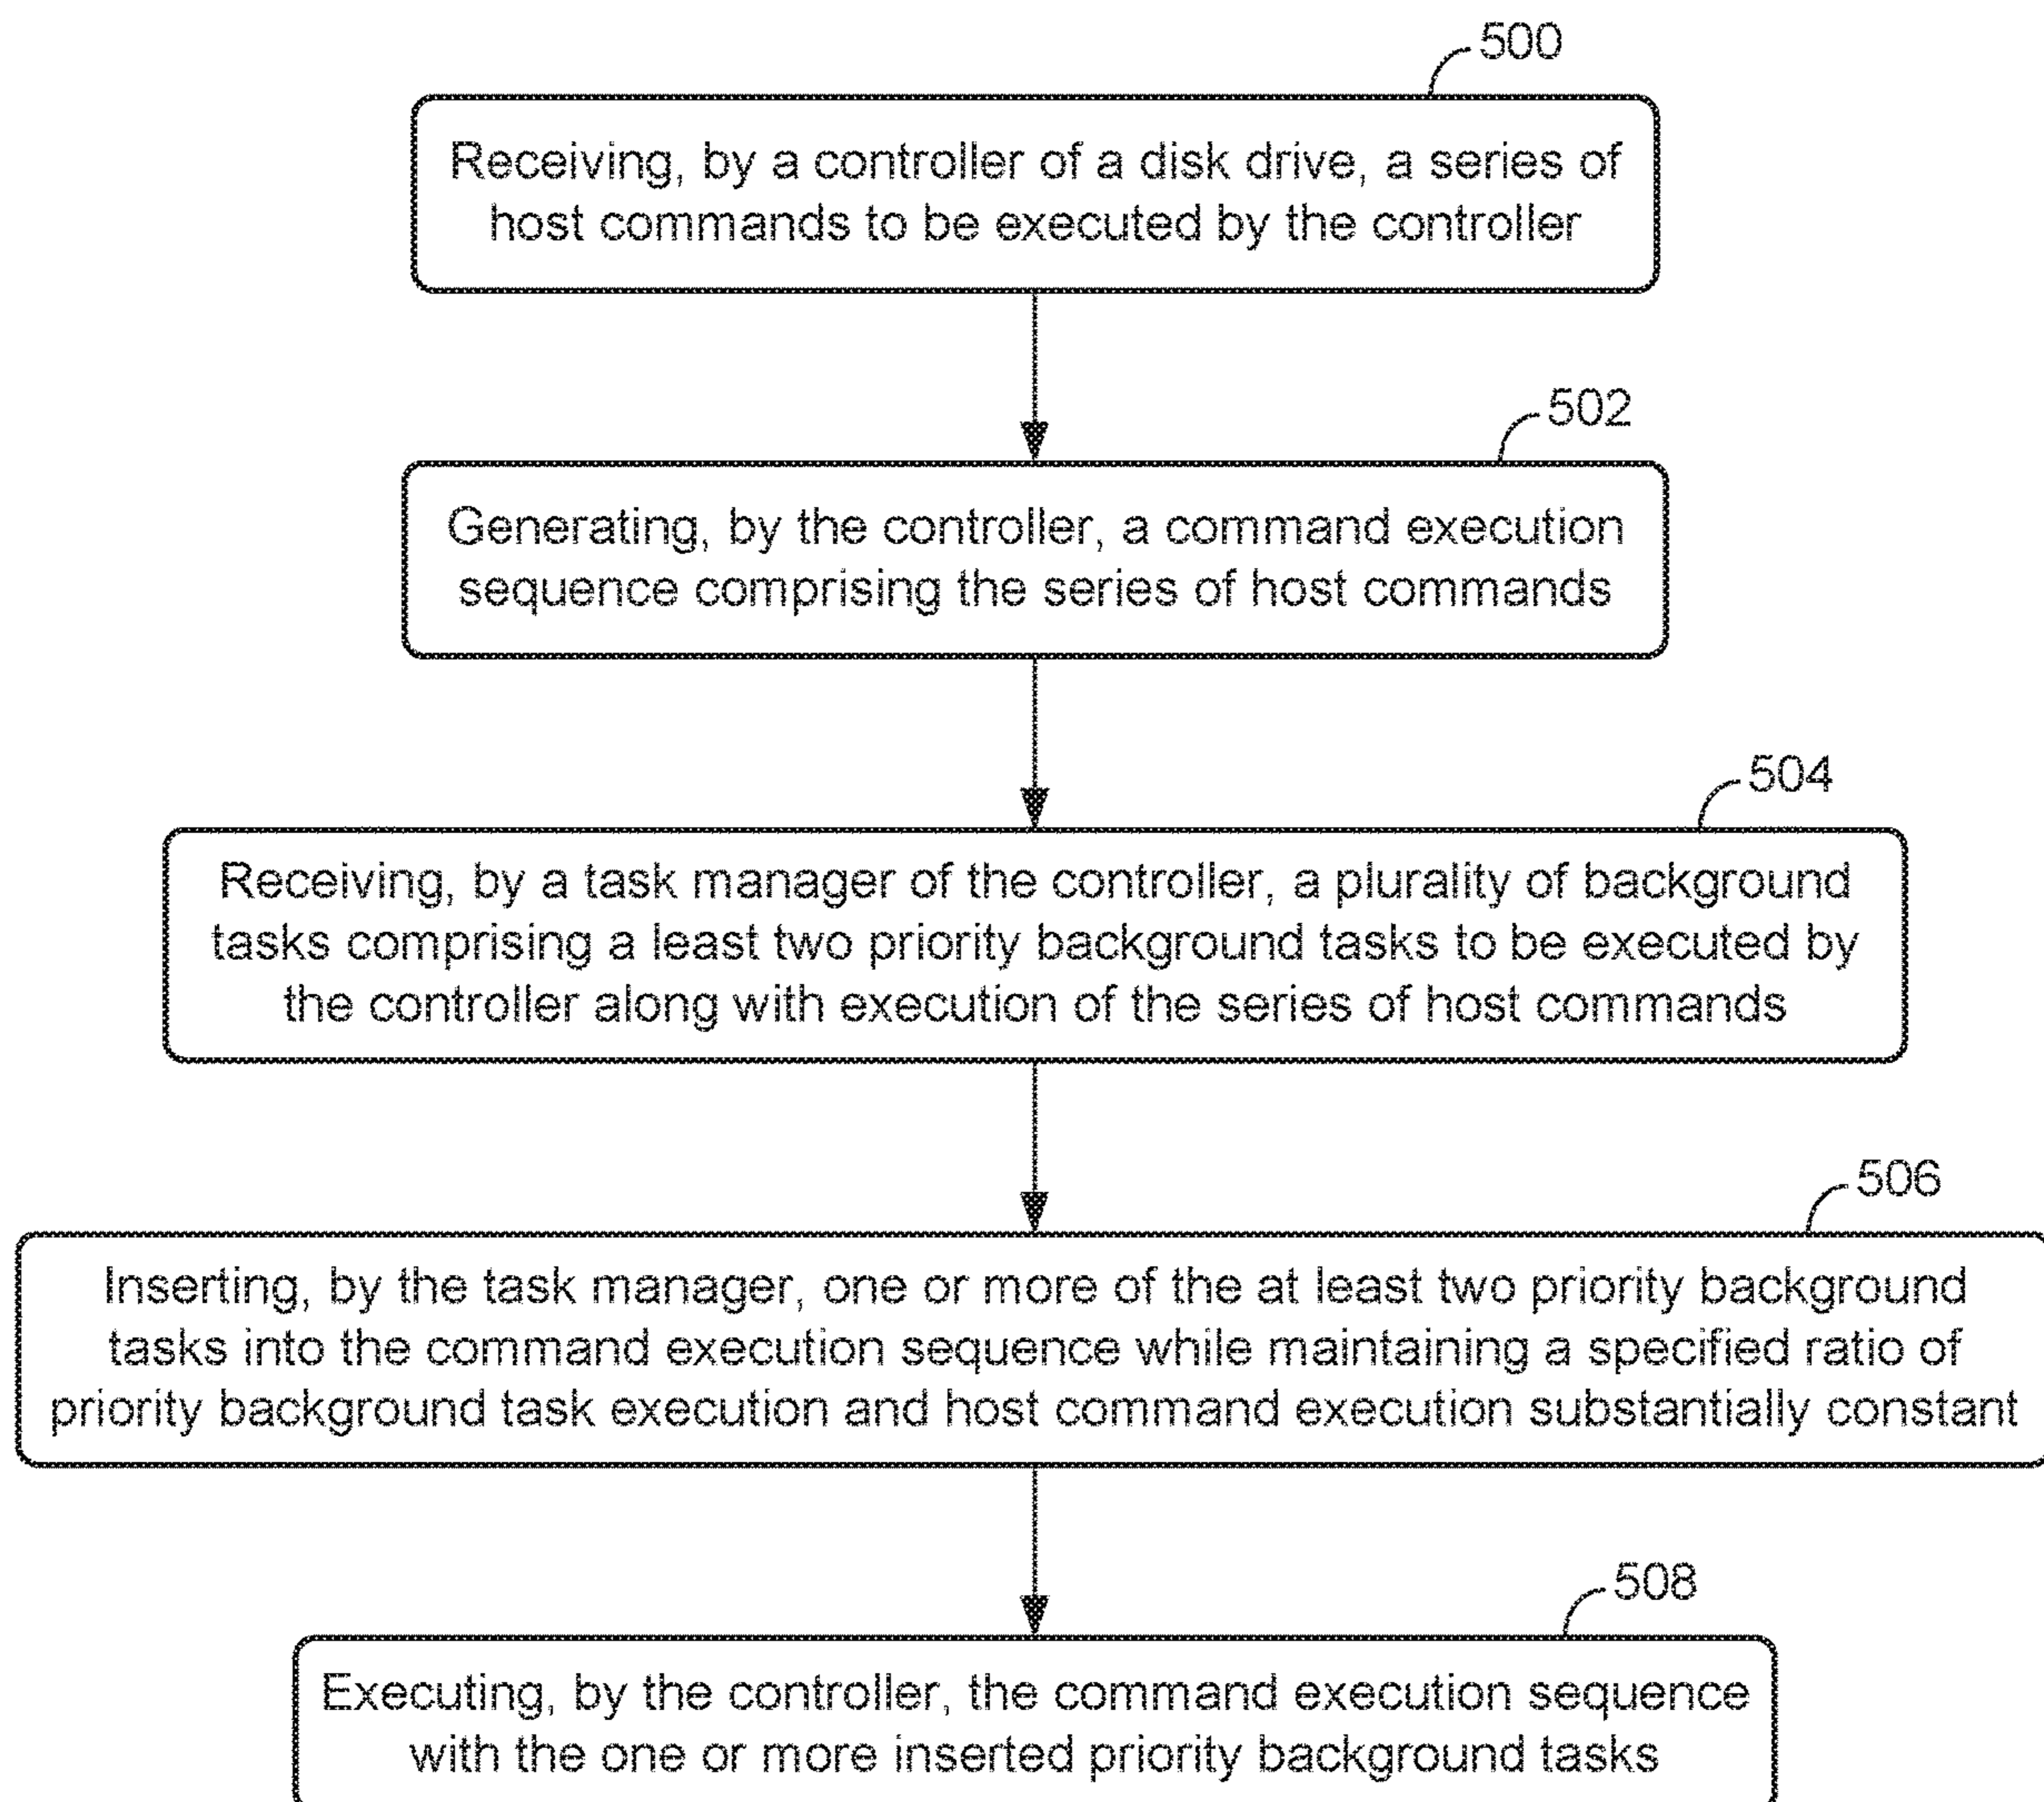 500
Receiving, by a controller of a disk drive, a series of
host commands to be executed by the controller
502
Generating, by the controller, a command execution
sequence comprising the series of host commands
504
Receiving, by a task manager of the controller, a plurality of background
tasks comprising a least two priority background tasks to be executed by
the controller along with execution of the series of host commands
506
Inserting, by the task manager, one or more of the at least two priority background
tasks into the command execution sequence while maintaining a specified ratio of
priority background task execution and host command execution substantially constant
508
Executing, by the controller, the command execution sequence
with the one or more inserted priority background tasks